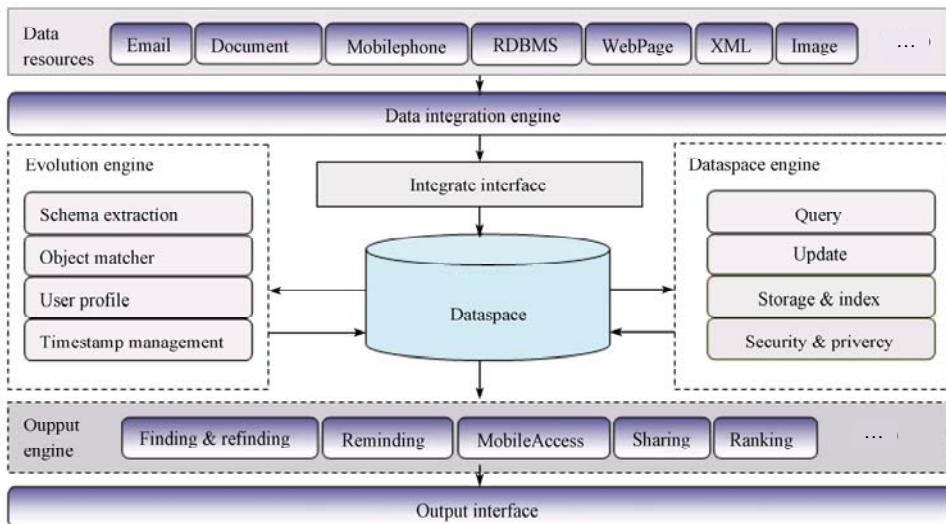 Data
resources
Email
Document
Mobilephone
RDBMS
WebPage
XML
Image
...
Data integration engine
Evolution engine
Schema extraction
Object matcher
User profile
Timestamp management
Integrate interface
Dataspace
Dataspace engine
Query
Update
Storage & index
Security & privercy
Oupput
engine
Finding & refinding
Reminding
MobileAccess
Sharing
Ranking
...
Output interface